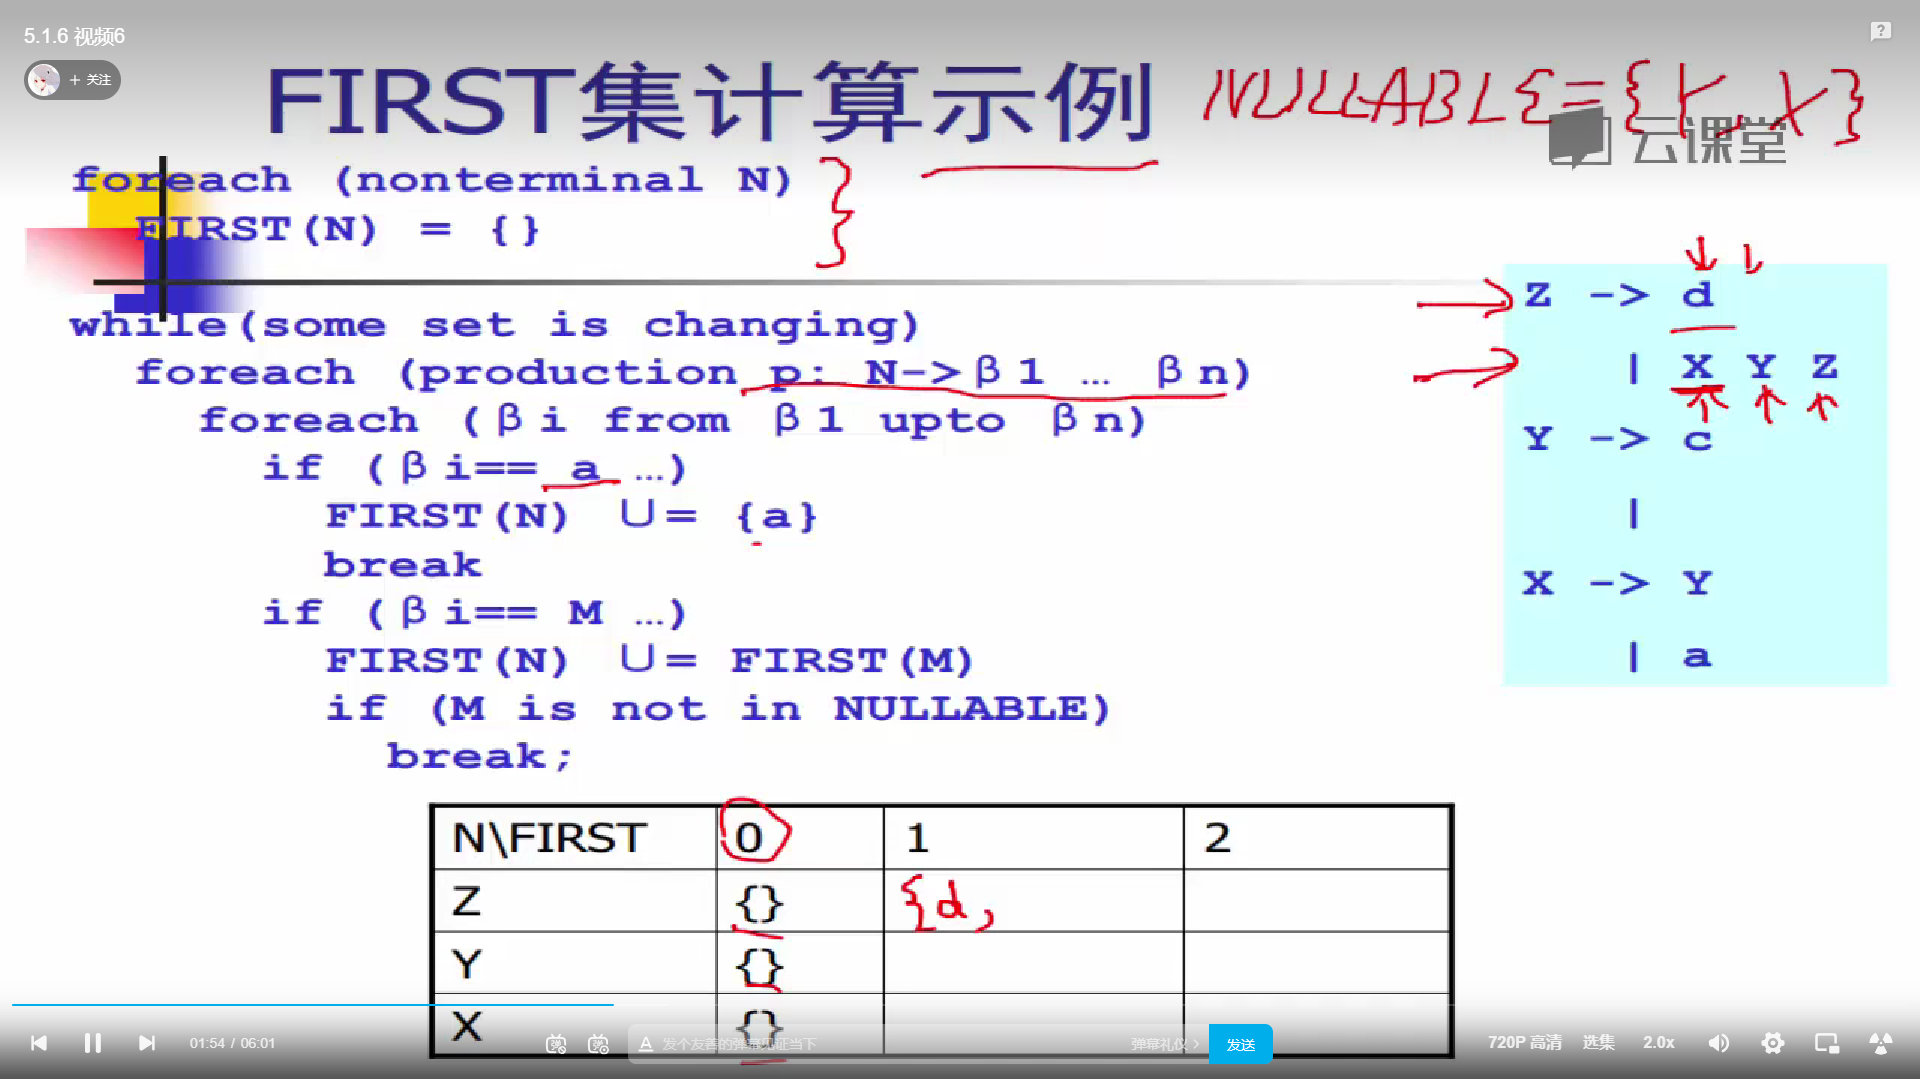 5.1.6 视频6
+ 关注
FIRST集计算示例
NULLABLE={Y, X}
云课堂
foreach (nonterminal N)
FIRST(N) = {}
while(some set is changing)
foreach (production p: N->β1 … βn)
foreach (βi from β1 upto βn)
if (βi== a …)
FIRST(N) ∪= {a}
break
if (βi== M …)
FIRST(N) ∪= FIRST(M)
if (M is not in NULLABLE)
break;
Z -> d
| X Y Z
Y -> c
|
X -> Y
| a
N\FIRST 0 1 2
Z {} {d,
Y {}
X {}
01:54 / 06:01
弹 弹
A 发个友善的弹幕见证当下
弹幕礼仪 >
发送
720P 高清
选集
2.0x